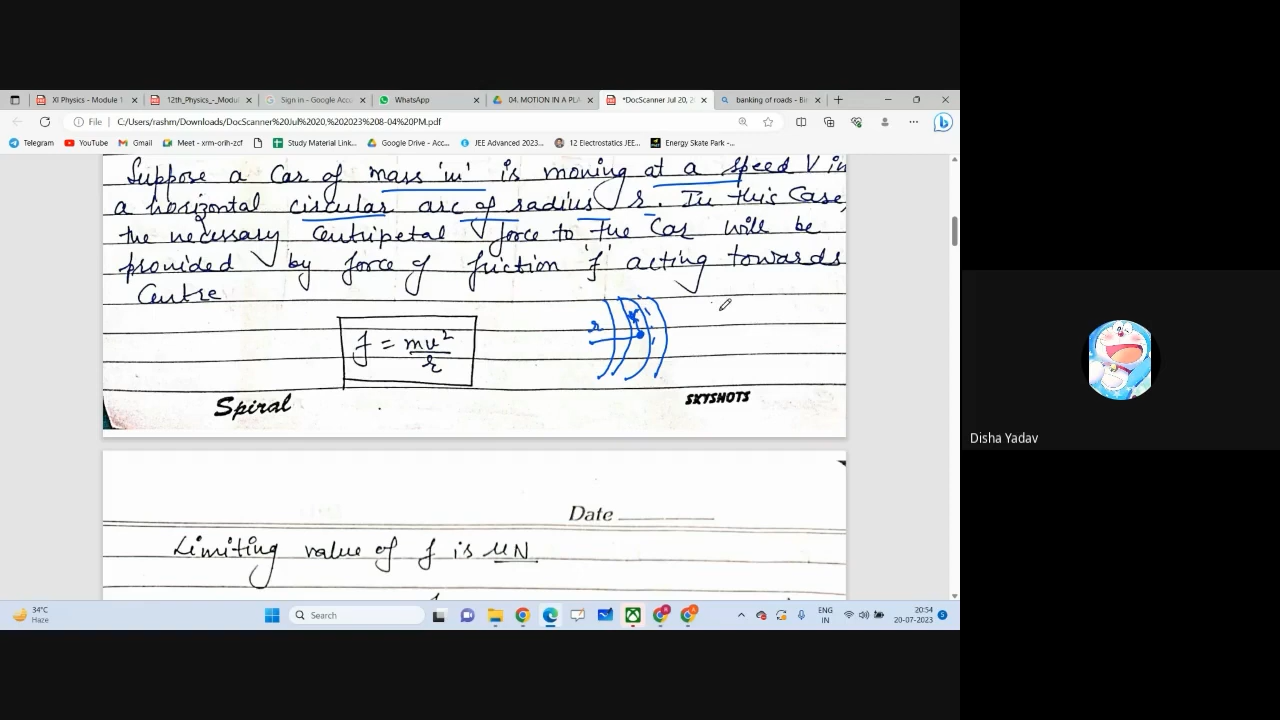 XI Physics - Module 1
12th_Physics_-_Modul
Sign in - Google Acco
WhatsApp
04. MOTION IN A PLA
*DocScanner Jul 20, 2
banking of roads - Bi
File
C:/Users/rashm/Downloads/DocScanner%20Jul%2020,%202023%208-04%20PM.pdf
Telegram
YouTube
Gmail
Meet - xrm-orih-zcf
Study Material Link...
Google Drive - Acc...
JEE Advanced 2023...
12 Electrostatics JEE...
Energy Skate Park -...
Suppose a Car of mass 'm' is moving at a speed V in
a horizontal circular arc of radius r. In this Case,
the necessary Centripetal force to the Car will be
provided by force of friction 'f' acting towards
Centre
f = mv²/r
r
Spiral
SKYSHOTS
Date
Limiting value of f is μN
Disha Yadav
34°C
Haze
Search
ENG
IN
20:54
20-07-2023
5